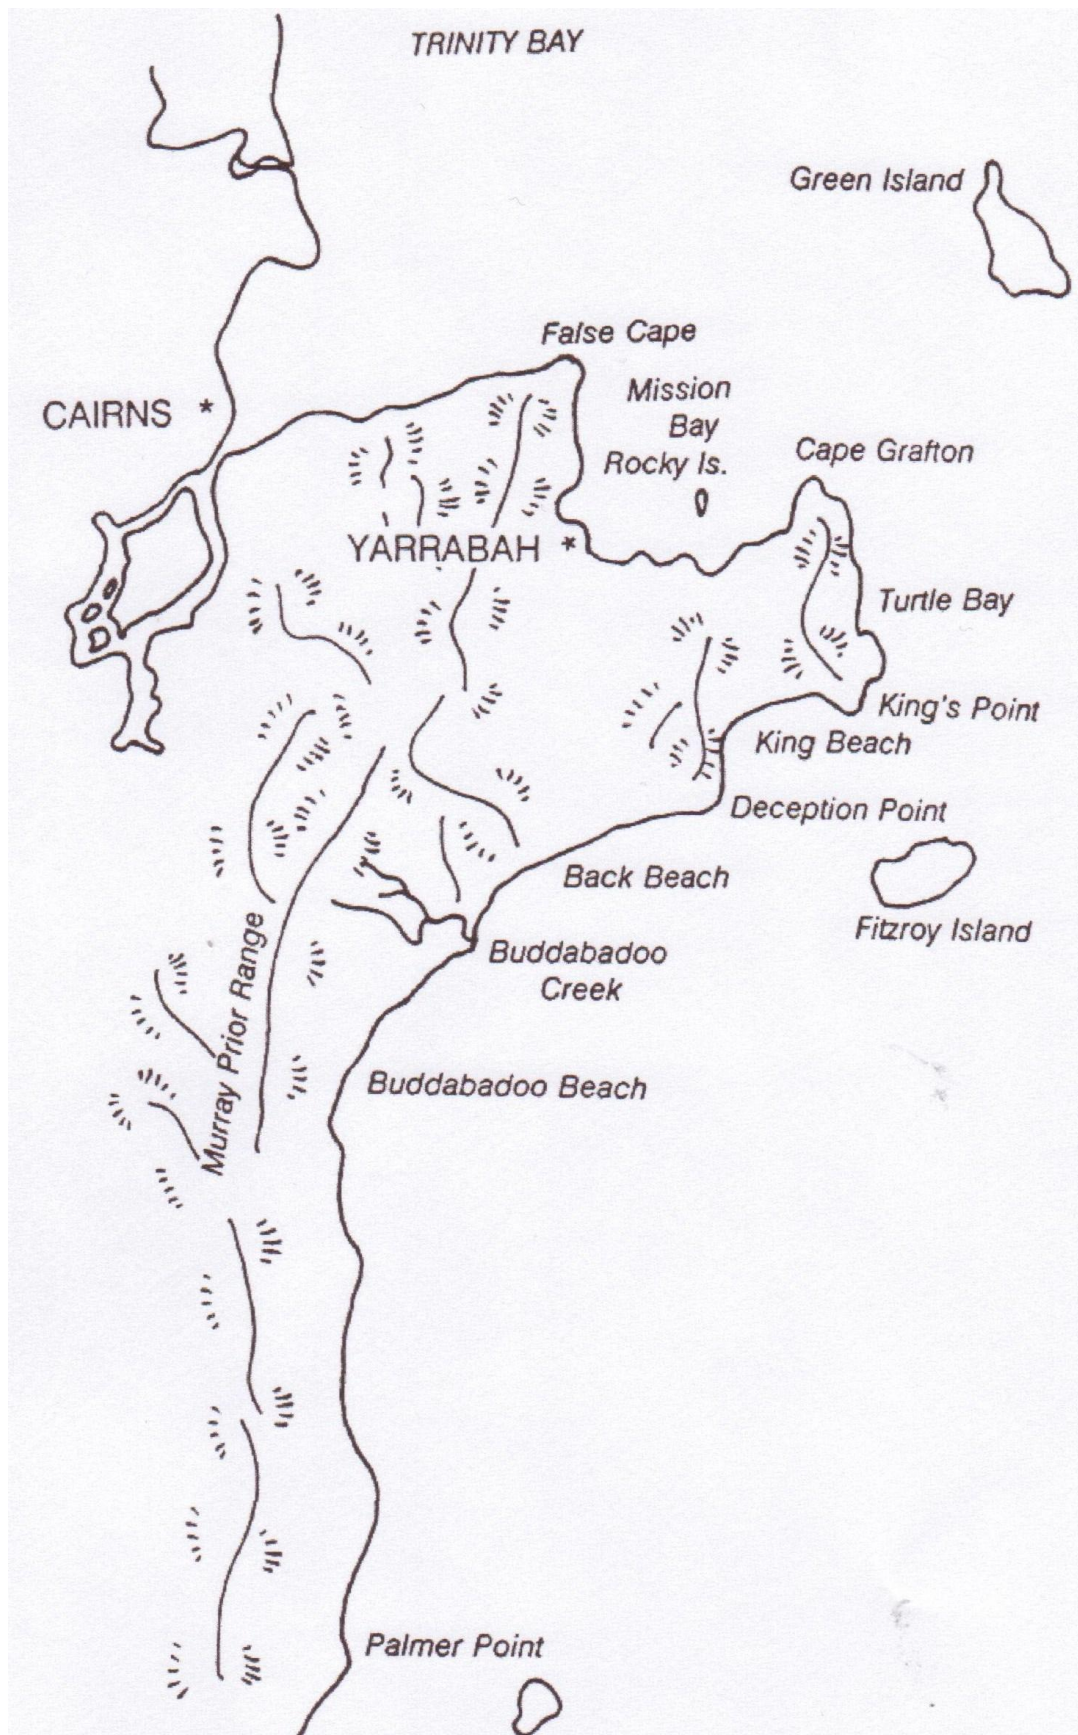 TRINITY BAY
Green Island
False Cape
Mission
Bay
Rocky Is.
CAIRNS *
Cape Grafton
YARRABAH *
Turtle Bay
King's Point
King Beach
Deception Point
Back Beach
Fitzroy Island
Buddabadoo
Creek
Murray Prior Range
Buddabadoo Beach
Palmer Point